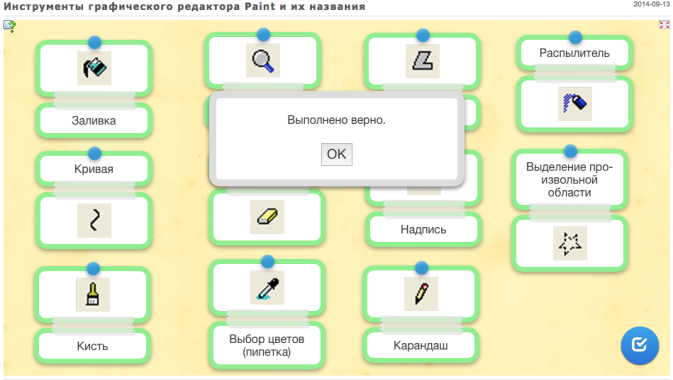 Инструменты графического редактора Paint и их названия
2014-09-13
Распылитель
Заливка
Выполнено верно.
OK
Кривая
Выделение про-
извольной
области
Надпись
Кисть
Выбор цветов
(пипетка)
Карандаш